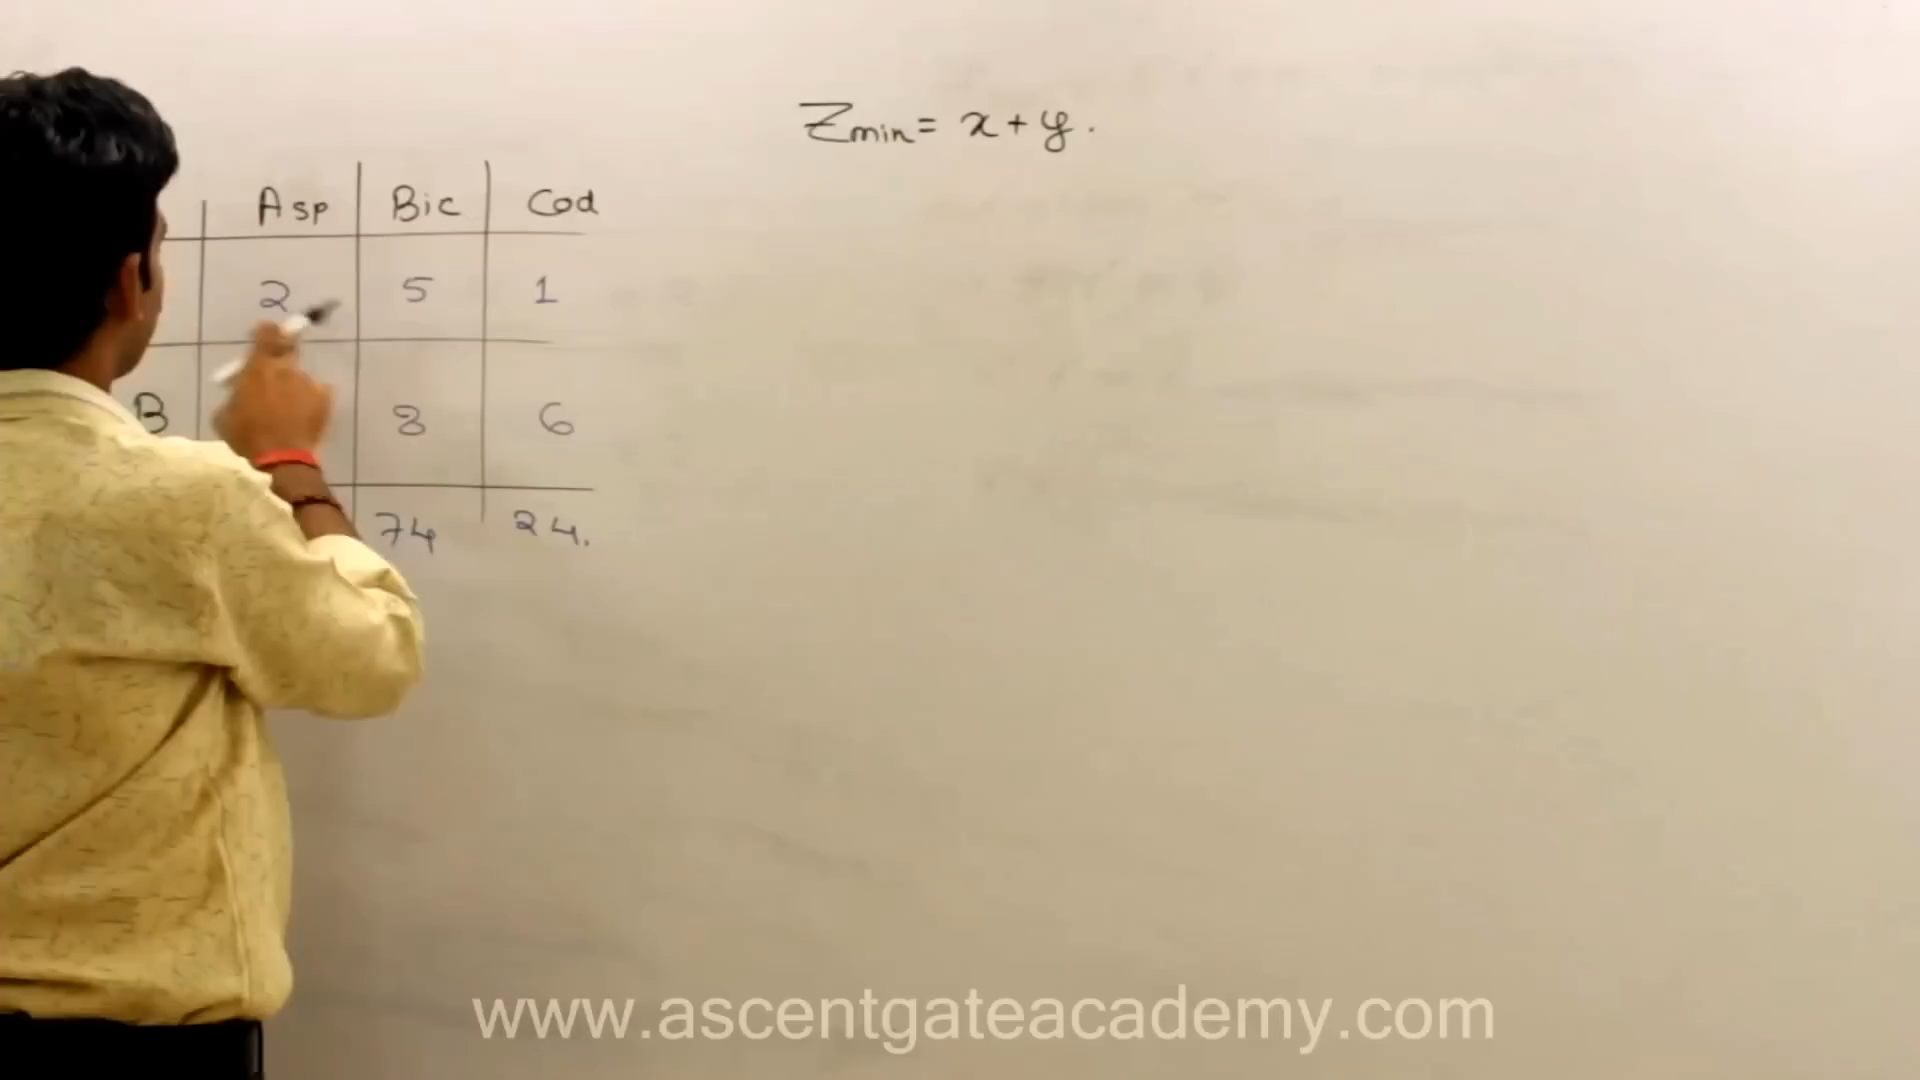 Zmin = x + y.
Asp Bic Cod
2 5 1
B 8 6
74 24.
www.ascentgateacademy.com